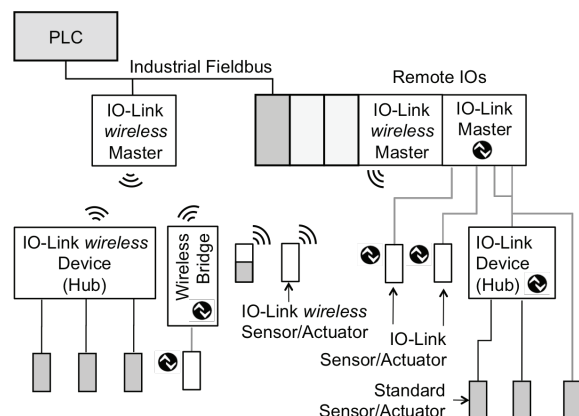 PLC
Industrial Fieldbus
Remote IOs
IO-Link
wireless
Master
IO-Link
wireless
Master
IO-Link
Master
IO-Link wireless
Device
(Hub)
Wireless
Bridge
IO-Link wireless
Sensor/Actuator
IO-Link
Sensor/Actuator
IO-Link
Device
(Hub)
Standard
Sensor/Actuator